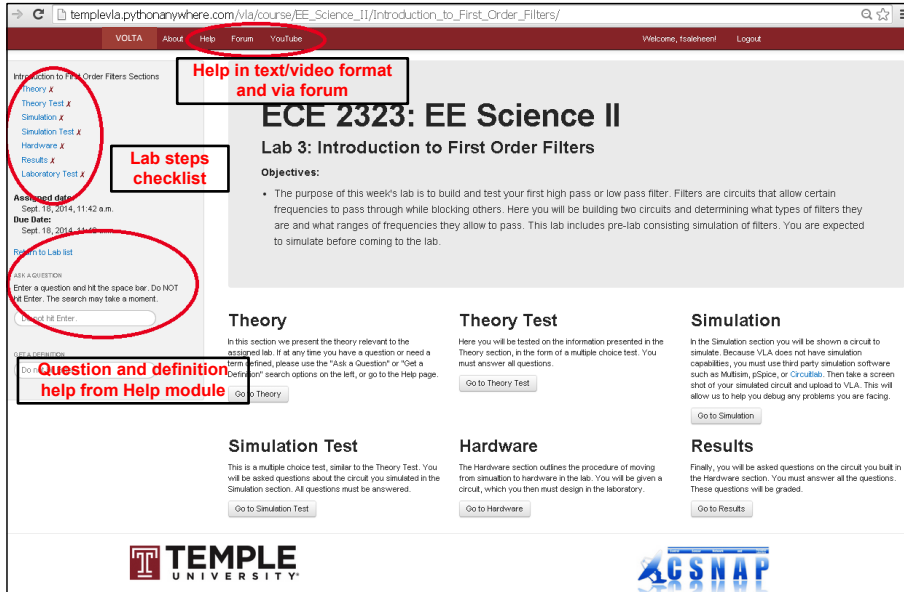 templevla.pythonanywhere.com/vla/course/EE_Science_II/Introduction_to_First_Order_Filters/
VOLTA About Help Forum YouTube Welcome, fsaleheen! Logout
Help in text/video format
and via forum
Introduction to First Order Filters Sections
Theory x
Theory Test x
Simulation x
Simulation Test x
Hardware x
Results x
Laboratory Test x
Lab steps
checklist
Assigned date:
Sept. 18, 2014, 11:42 a.m.
Due Date:
Sept. 18, 2014,
Return to Lab list
ASK A QUESTION
Enter a question and hit the space bar. Do NOT
hit Enter. The search may take a moment.
Do not hit Enter.
GET A DEFINITION
Do not
Question and definition
help from Help module
ECE 2323: EE Science II
Lab 3: Introduction to First Order Filters
Objectives:
• The purpose of this week's lab is to build and test your first high pass or low pass filter. Filters are circuits that allow certain
frequencies to pass through while blocking others. Here you will be building two circuits and determining what types of filters they
are and what ranges of frequencies they allow to pass. This lab includes pre-lab consisting simulation of filters. You are expected
to simulate before coming to the lab.
Theory
In this section we present the theory relevant to the
assigned lab. If at any time you have a question or need a
term defined, please use the "Ask a Question" or "Get a
Definition" search options on the left, or go to the Help page.
Go to Theory
Theory Test
Here you will be tested on the information presented in the
Theory section, in the form of a multiple choice test. You
must answer all questions.
Go to Theory Test
Simulation
In the Simulation section you will be shown a circuit to
simulate. Because VLA does not have simulation
capabilities, you must use third party simulation software
such as Multisim, pSpice, or Circuitlab. Then take a screen
shot of your simulated circuit and upload to VLA. This will
allow us to help you debug any problems you are facing.
Go to Simulation
Simulation Test
This is a multiple choice test, similar to the Theory Test. You
will be asked questions about the circuit you simulated in the
Simulation section. All questions must be answered.
Go to Simulation Test
Hardware
The Hardware section outlines the procedure of moving
from simualtion to hardware in the lab. You will be given a
circuit, which you then must design in the laboratory.
Go to Hardware
Results
Finally, you will be asked questions on the circuit you built in
the Hardware section. You must answer all the questions.
These questions will be graded.
Go to Results
TEMPLE
UNIVERSITY
CSNAP